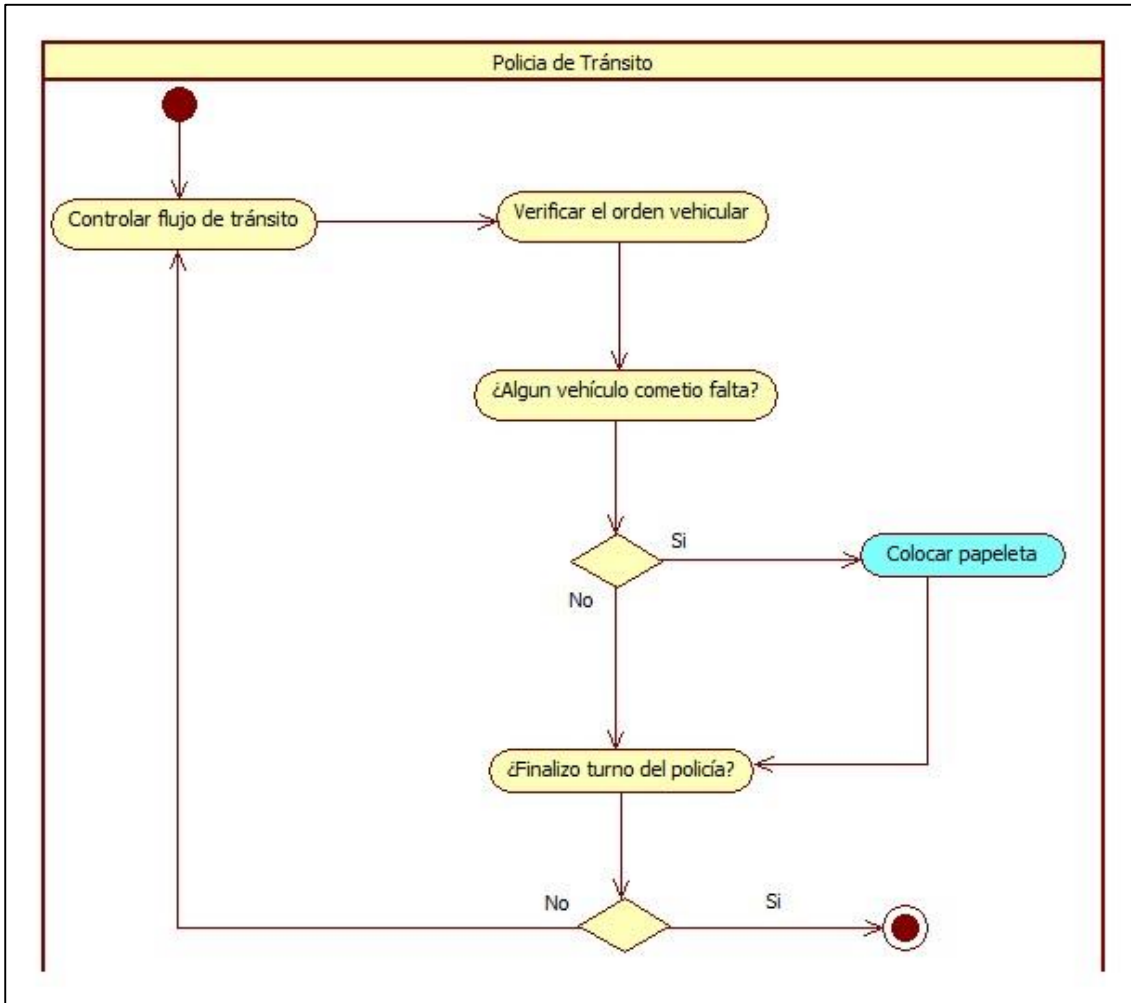 Policia de Tránsito
Controlar flujo de tránsito
Verificar el orden vehicular
¿Algun vehículo cometio falta?
Si
Colocar papeleta
No
¿Finalizo turno del policía?
No
Si